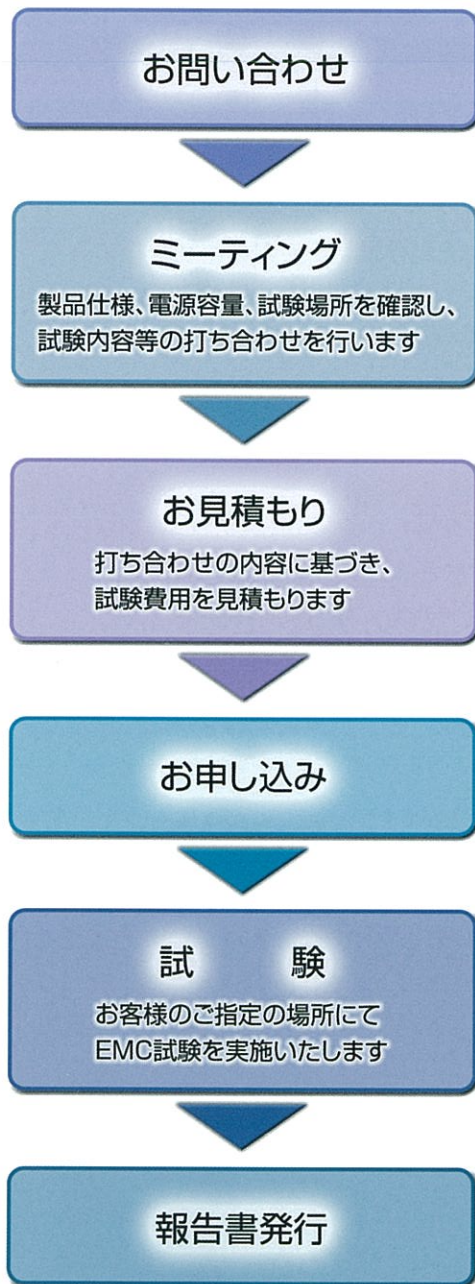 お問い合わせ
ミーティング
製品仕様、電源容量、試験場所を確認し、
試験内容等の打ち合わせを行います
お見積もり
打ち合わせの内容に基づき、
試験費用を見積もります
お申し込み
試　　験
お客様のご指定の場所にて
EMC試験を実施いたします
報告書発行